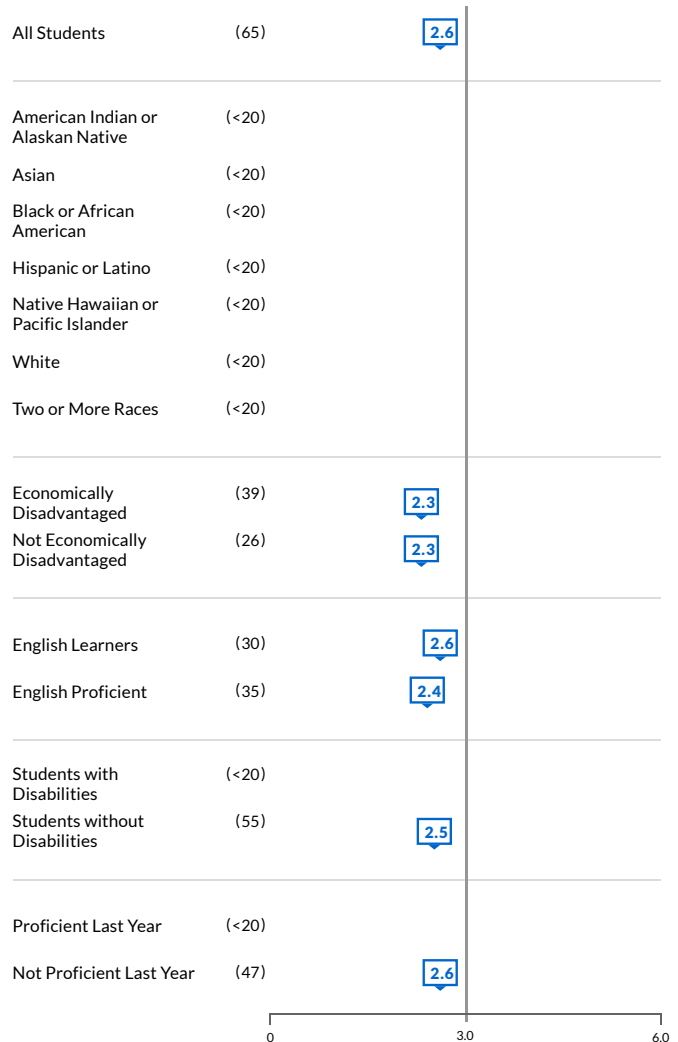 All Students (65) 2.6
American Indian or (<20)
Alaskan Native
Asian (<20)
Black or African (<20)
American
Hispanic or Latino (<20)
Native Hawaiian or (<20)
Pacific Islander
White (<20)
Two or More Races (<20)
Economically (39) 2.3
Disadvantaged
Not Economically (26) 2.3
Disadvantaged
English Learners (30) 2.6
English Proficient (35) 2.4
Students with (<20)
Disabilities
Students without (55) 2.5
Disabilities
Proficient Last Year (<20)
Not Proficient Last Year (47) 2.6
0 3.0 6.0